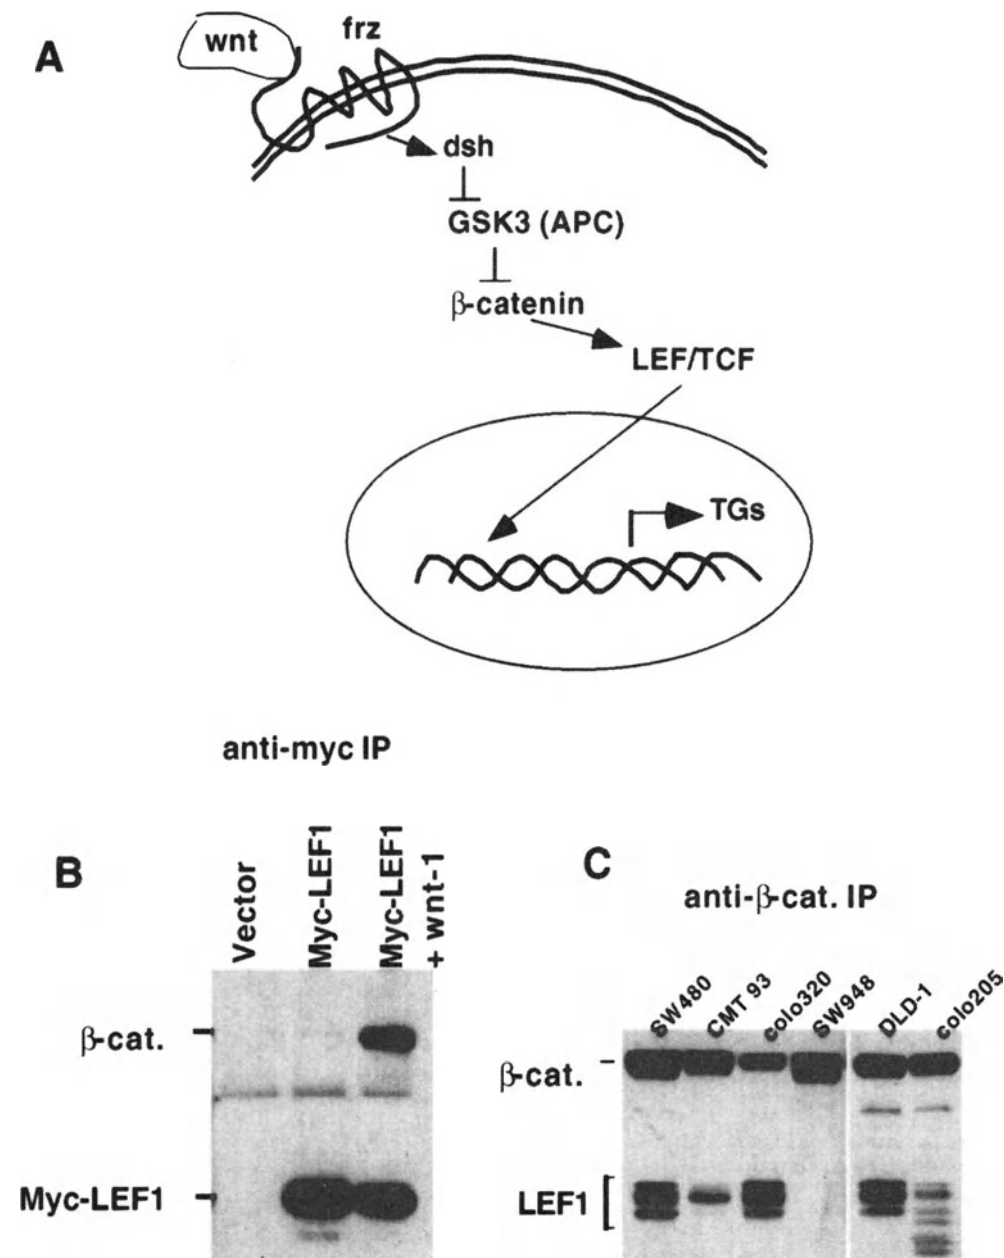 A
wnt
frz
dsh
GSK3 (APC)
β-catenin
LEF/TCF
TGs
anti-myc IP
B
Vector
Myc-LEF1
Myc-LEF1
+ wnt-1
β-cat.
Myc-LEF1
C
anti-β-cat. IP
SW480
CMT 93
colo320
SW948
DLD-1
colo205
β-cat.
LEF1